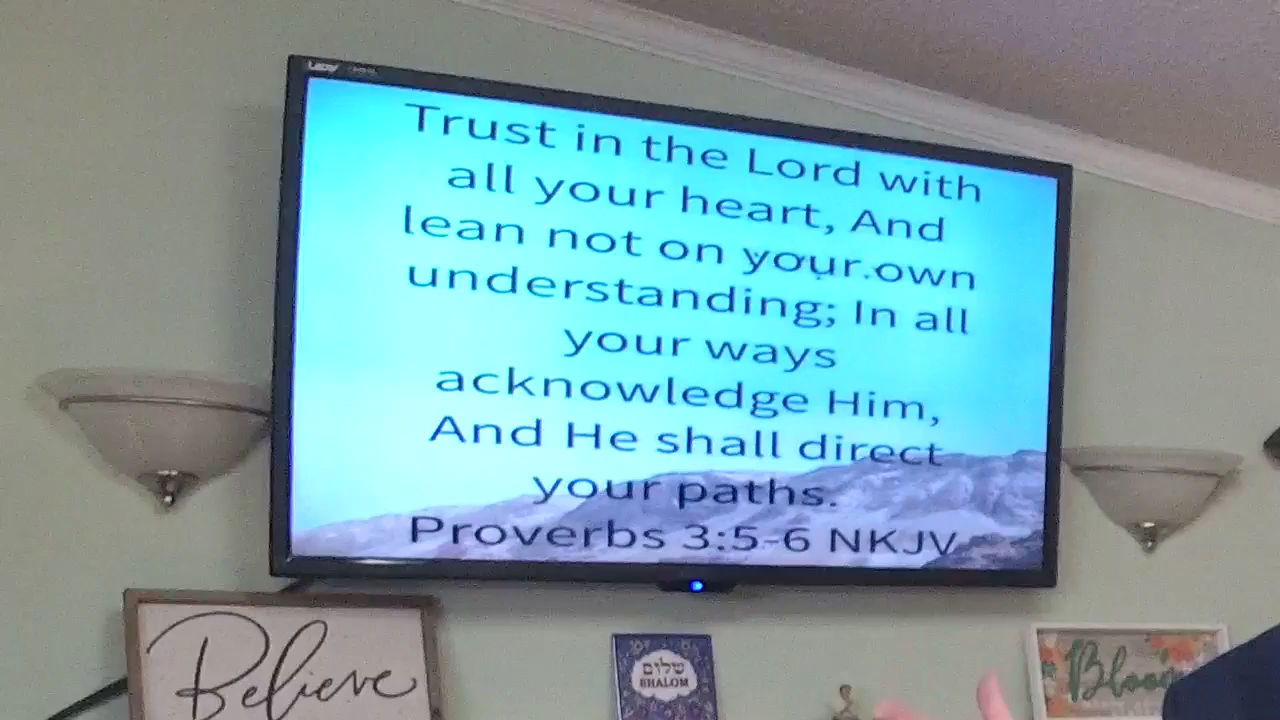 Trust in the Lord with
all your heart, And
lean not on your own
understanding; In all
your ways
acknowledge Him,
And He shall direct
your paths.
Proverbs 3:5-6 NKJV
Believe
שלום
SHALOM
Bloom